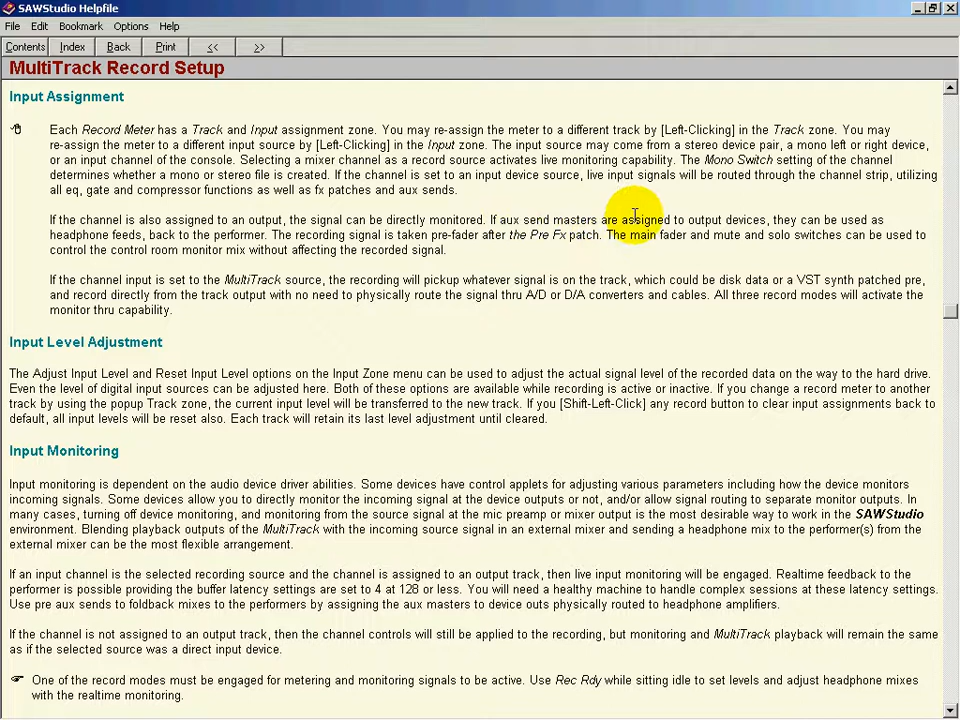 SAWStudio Helpfile
File Edit Bookmark Options Help
Contents Index Back Print << >>
MultiTrack Record Setup
Input Assignment
Each Record Meter has a Track and Input assignment zone. You may re-assign the meter to a different track by [Left-Clicking] in the Track zone. You may
re-assign the meter to a different input source by [Left-Clicking] in the Input zone. The input source may come from a stereo device pair, a mono left or right device,
or an input channel of the console. Selecting a mixer channel as a record source activates live monitoring capability. The Mono Switch setting of the channel
determines whether a mono or stereo file is created. If the channel is set to an input device source, live input signals will be routed through the channel strip, utilizing
all eq, gate and compressor functions as well as fx patches and aux sends.
If the channel is also assigned to an output, the signal can be directly monitored. If aux send masters are assigned to output devices, they can be used as
headphone feeds, back to the performer. The recording signal is taken pre-fader after the Pre Fx patch. The main fader and mute and solo switches can be used to
control the control room monitor mix without affecting the recorded signal.
If the channel input is set to the MultiTrack source, the recording will pickup whatever signal is on the track, which could be disk data or a VST synth patched pre,
and record directly from the track output with no need to physically route the signal thru A/D or D/A converters and cables. All three record modes will activate the
monitor thru capability.
Input Level Adjustment
The Adjust Input Level and Reset Input Level options on the Input Zone menu can be used to adjust the actual signal level of the recorded data on the way to the hard drive.
Even the level of digital input sources can be adjusted here. Both of these options are available while recording is active or inactive. If you change a record meter to another
track by using the popup Track zone, the current input level will be transferred to the new track. If you [Shift-Left-Click] any record button to clear input assignments back to
default, all input levels will be reset also. Each track will retain its last level adjustment until cleared.
Input Monitoring
Input monitoring is dependent on the audio device driver abilities. Some devices have control applets for adjusting various parameters including how the device monitors
incoming signals. Some devices allow you to directly monitor the incoming signal at the device outputs or not, and/or allow signal routing to separate monitor outputs. In
many cases, turning off device monitoring, and monitoring from the source signal at the mic preamp or mixer output is the most desirable way to work in the SAWStudio
environment. Blending playback outputs of the MultiTrack with the incoming source signal in an external mixer and sending a headphone mix to the performer(s) from the
external mixer can be the most flexible arrangement.
If an input channel is the selected recording source and the channel is assigned to an output track, then live input monitoring will be engaged. Realtime feedback to the
performer is possible providing the buffer latency settings are set to 4 at 128 or less. You will need a healthy machine to handle complex sessions at these latency settings.
Use pre aux sends to foldback mixes to the performers by assigning the aux masters to device outs physically routed to headphone amplifiers.
If the channel is not assigned to an output track, then the channel controls will still be applied to the recording, but monitoring and MultiTrack playback will remain the same
as if the selected source was a direct input device.
One of the record modes must be engaged for metering and monitoring signals to be active. Use Rec Rdy while sitting idle to set levels and adjust headphone mixes
with the realtime monitoring.